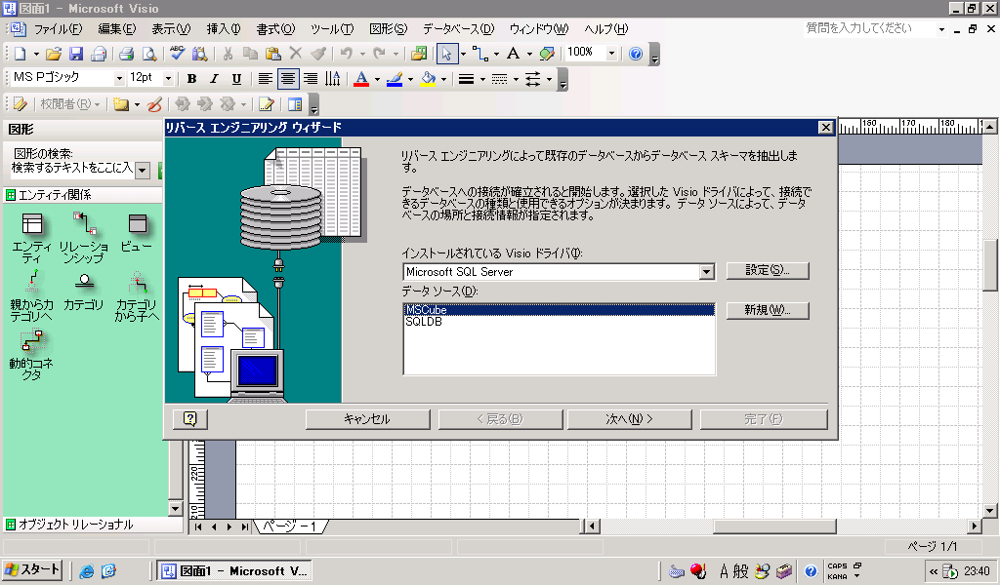 図面1 - Microsoft Visio
ファイル(F) 編集(E) 表示(V) 挿入(I) 書式(O) ツール(T) 図形(S) データベース(D) ウィンドウ(W) ヘルプ(H) 質問を入力してください
100%
MS Pゴシック 12pt B I U A
校閲者(R)
図形
図形の検索:
検索するテキストをここに入
エンティティ関係
エンティティ
リレーションシップ
ビュー
親からカテゴリへ
カテゴリ
カテゴリから子へ
動的コネクタ
オブジェクト リレーショナル
リバース エンジニアリング ウィザード
リバース エンジニアリングによって既存のデータベースからデータベース スキーマを抽出しま
す。
データベースへの接続が確立されると開始します。選択した Visio ドライバによって、接続で
きるデータベースの種類と使用できるオプションが決まります。 データ ソースによって、データ
ベースの場所と接続情報が指定されます。
インストールされている Visio ドライバ(I):
Microsoft SQL Server
設定(S)...
データ ソース(D):
MSCube
SQLDB
新規(W)...
キャンセル < 戻る(B) 次へ(N) > 完了(F)
180 170 180
220
210
ページ - 1
ページ 1/1
スタート 図面1 - Microsoft V... A 般 CAPS KANA « 23:40